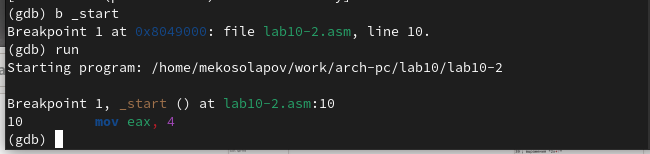 (gdb) b _start
Breakpoint 1 at 0x8049000: file lab10-2.asm, line 10.
(gdb) run
Starting program: /home/mekosolapov/work/arch-pc/lab10/lab10-2
Breakpoint 1, _start () at lab10-2.asm:10
10 mov eax, 4
(gdb)